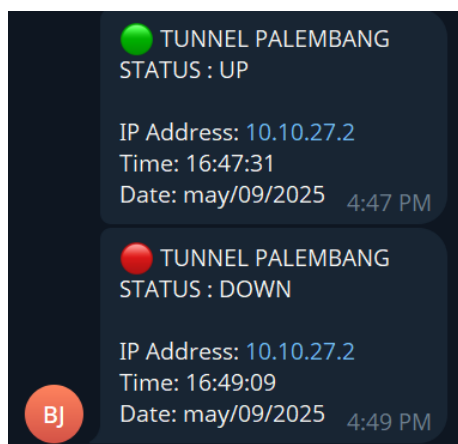 TUNNEL PALEMBANG
STATUS : UP
IP Address: 10.10.27.2
Time: 16:47:31
Date: may/09/2025 4:47 PM
TUNNEL PALEMBANG
STATUS : DOWN
IP Address: 10.10.27.2
Time: 16:49:09
BJ
Date: may/09/2025 4:49 PM